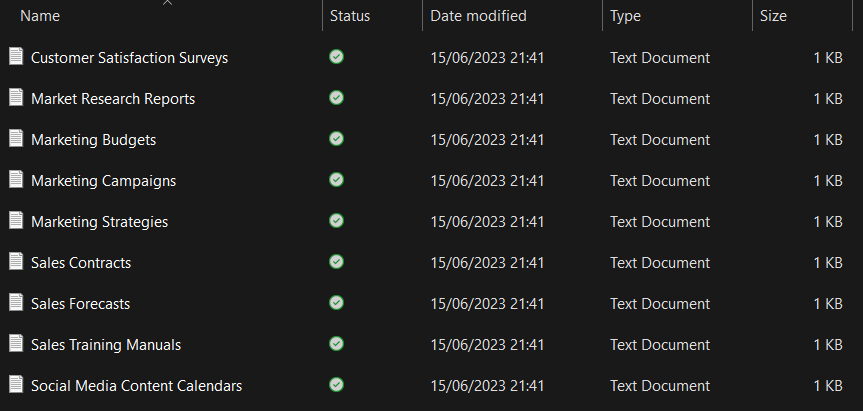 Name Status Date modified Type Size
Customer Satisfaction Surveys 15/06/2023 21:41 Text Document 1 KB
Market Research Reports 15/06/2023 21:41 Text Document 1 KB
Marketing Budgets 15/06/2023 21:41 Text Document 1 KB
Marketing Campaigns 15/06/2023 21:41 Text Document 1 KB
Marketing Strategies 15/06/2023 21:41 Text Document 1 KB
Sales Contracts 15/06/2023 21:41 Text Document 1 KB
Sales Forecasts 15/06/2023 21:41 Text Document 1 KB
Sales Training Manuals 15/06/2023 21:41 Text Document 1 KB
Social Media Content Calendars 15/06/2023 21:41 Text Document 1 KB